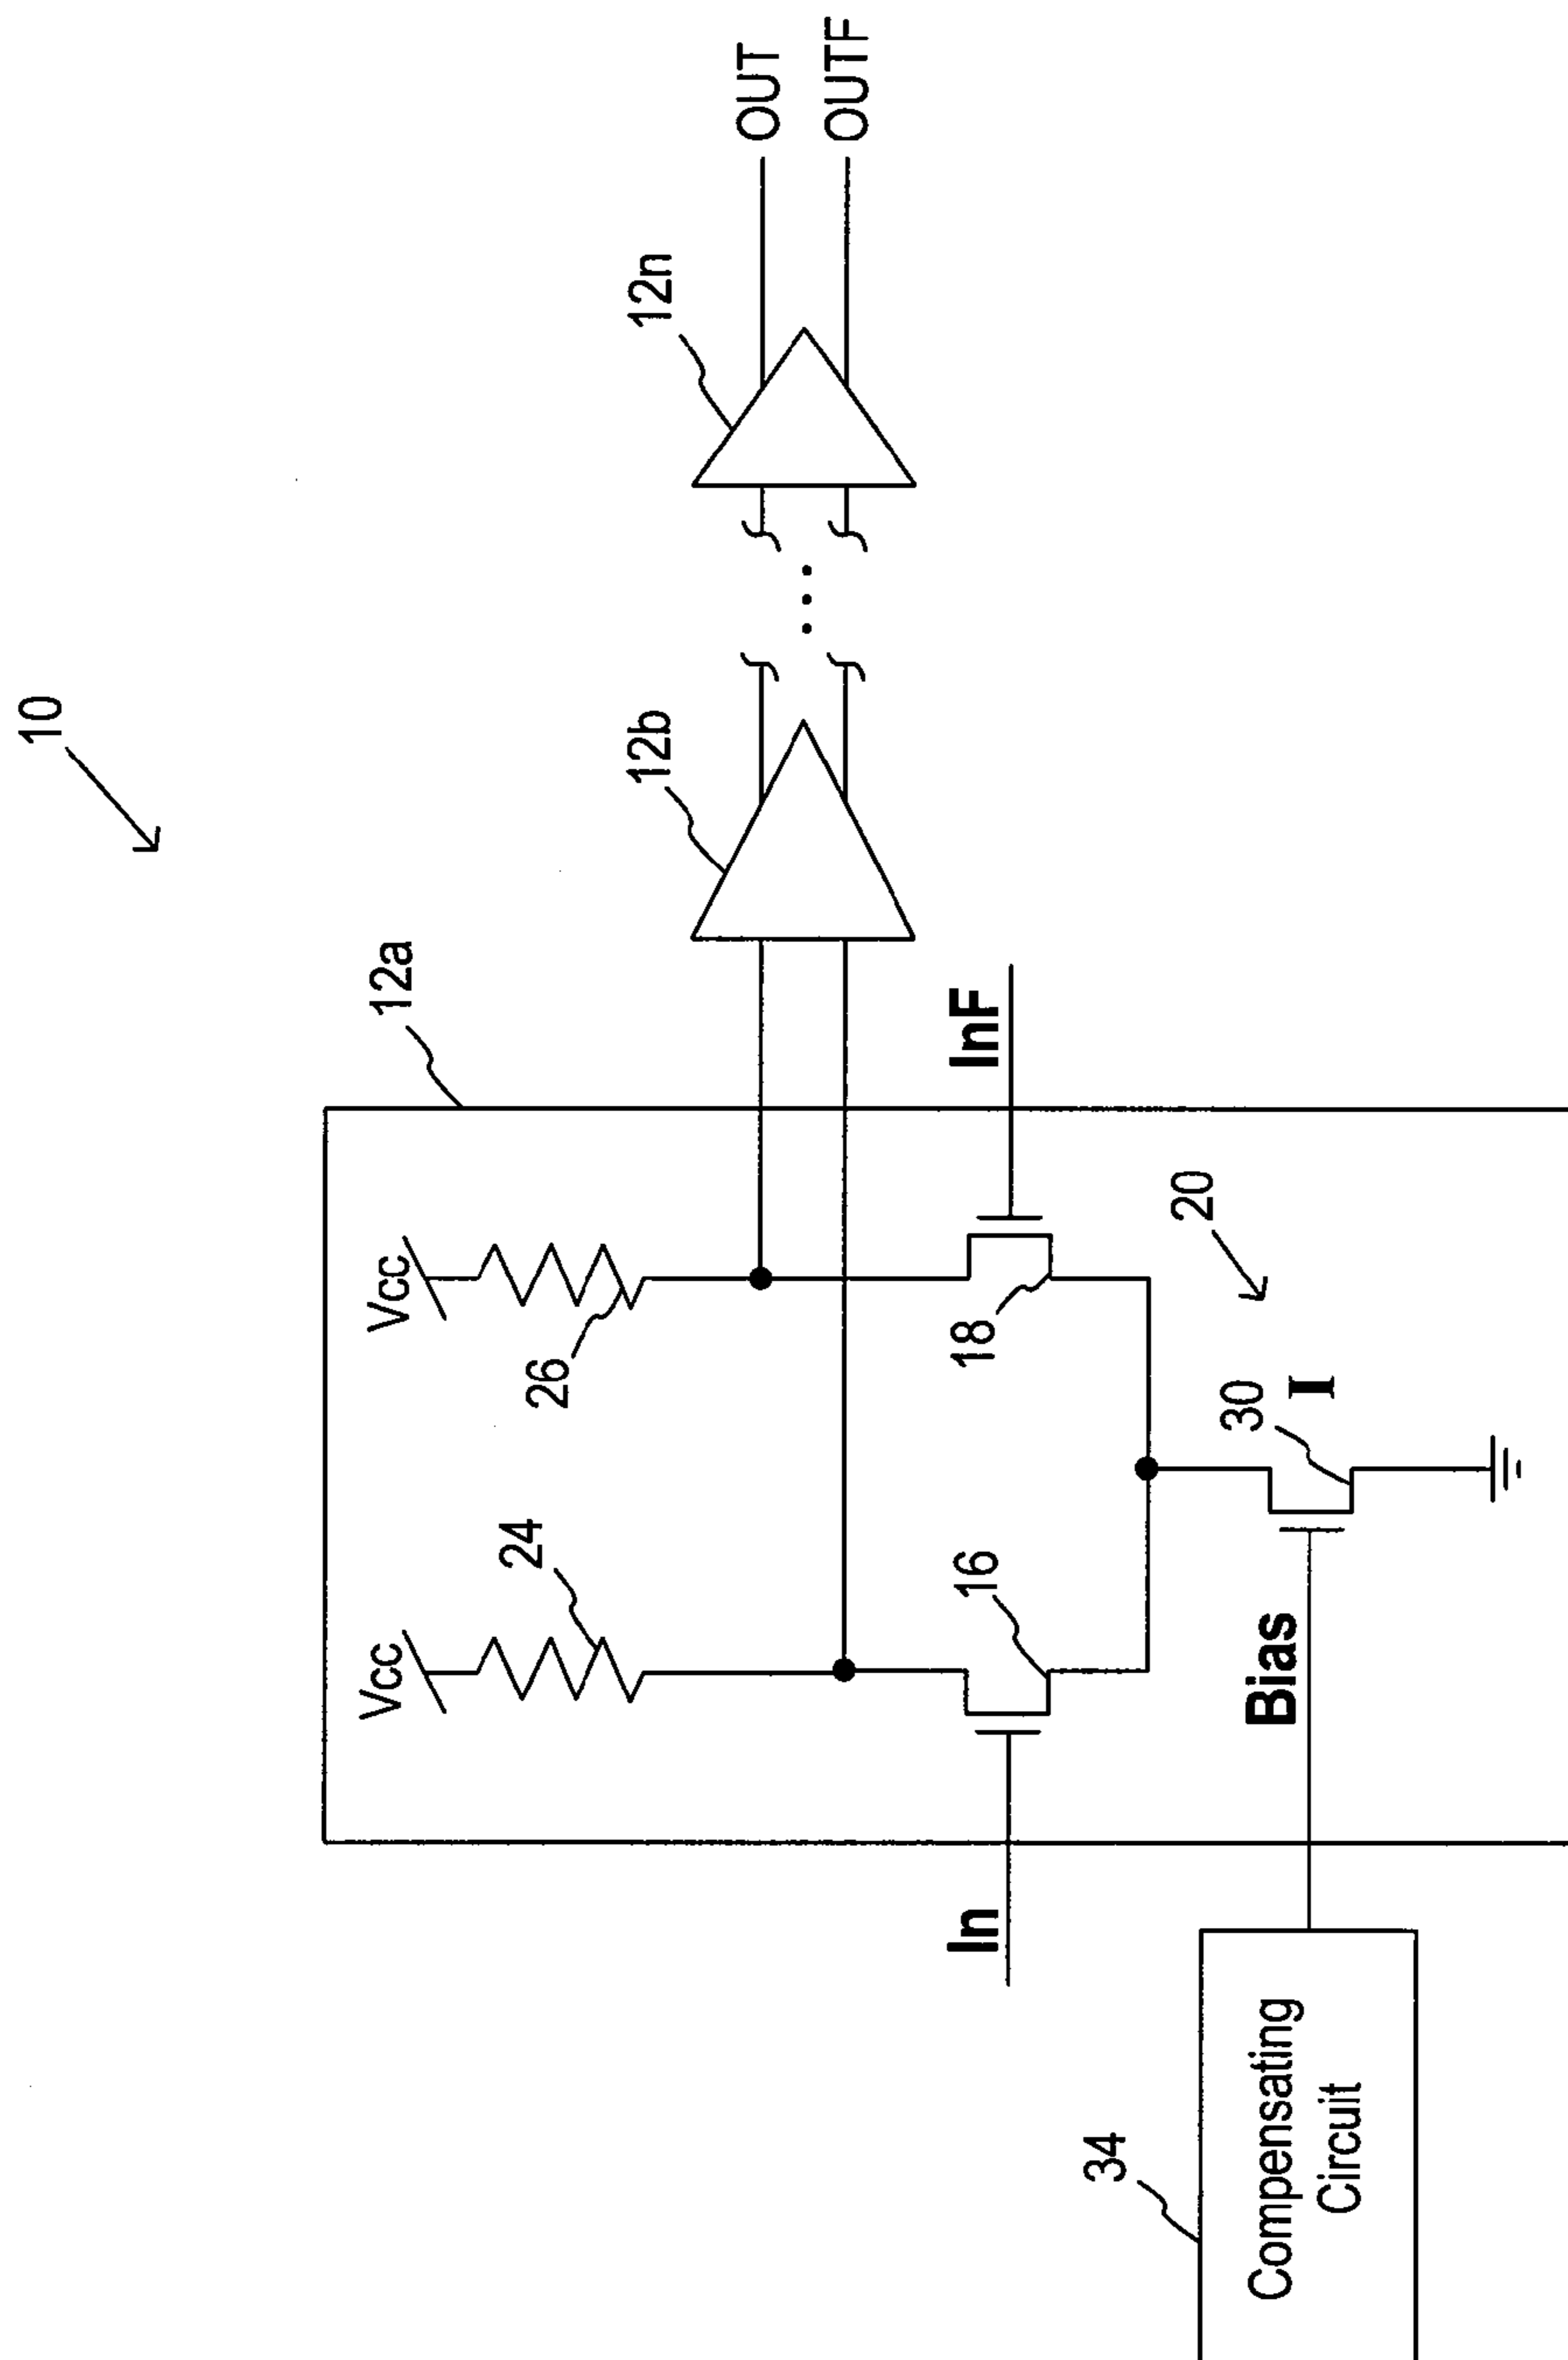 10
12a
Vcc
Vcc
24
26
12b
12n
OUT
OUTF
In
16
18
InF
20
30
I
Bias
34
Compensating
Circuit